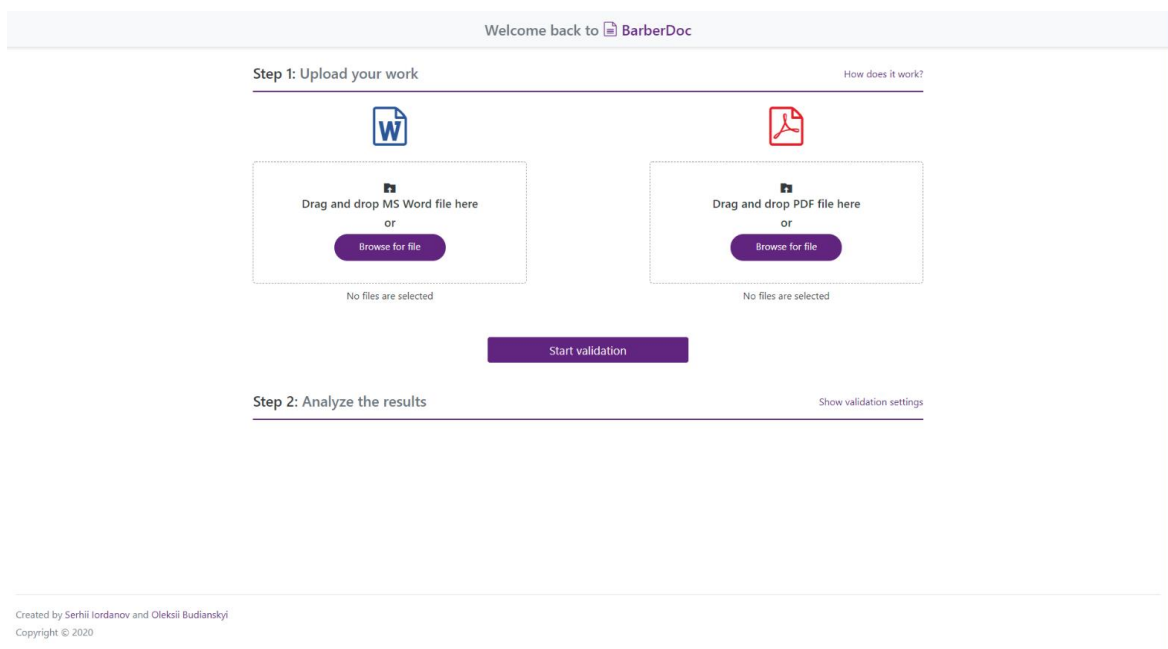 Welcome back to BarberDoc
Step 1: Upload your work
How does it work?
W
Drag and drop MS Word file here
or
Browse for file
No files are selected
Drag and drop PDF file here
or
Browse for file
No files are selected
Start validation
Step 2: Analyze the results
Show validation settings
Created by Serhii Iordanov and Oleksii Budianskyi
Copyright © 2020